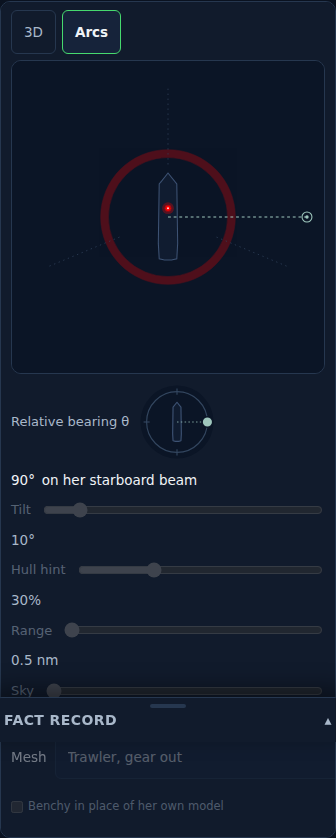 3D Arcs
Relative bearing θ
90° on her starboard beam
Tilt
10°
Hull hint
30%
Range
0.5 nm
Sky
FACT RECORD ▲
Mesh Trawler, gear out
Benchy in place of her own model